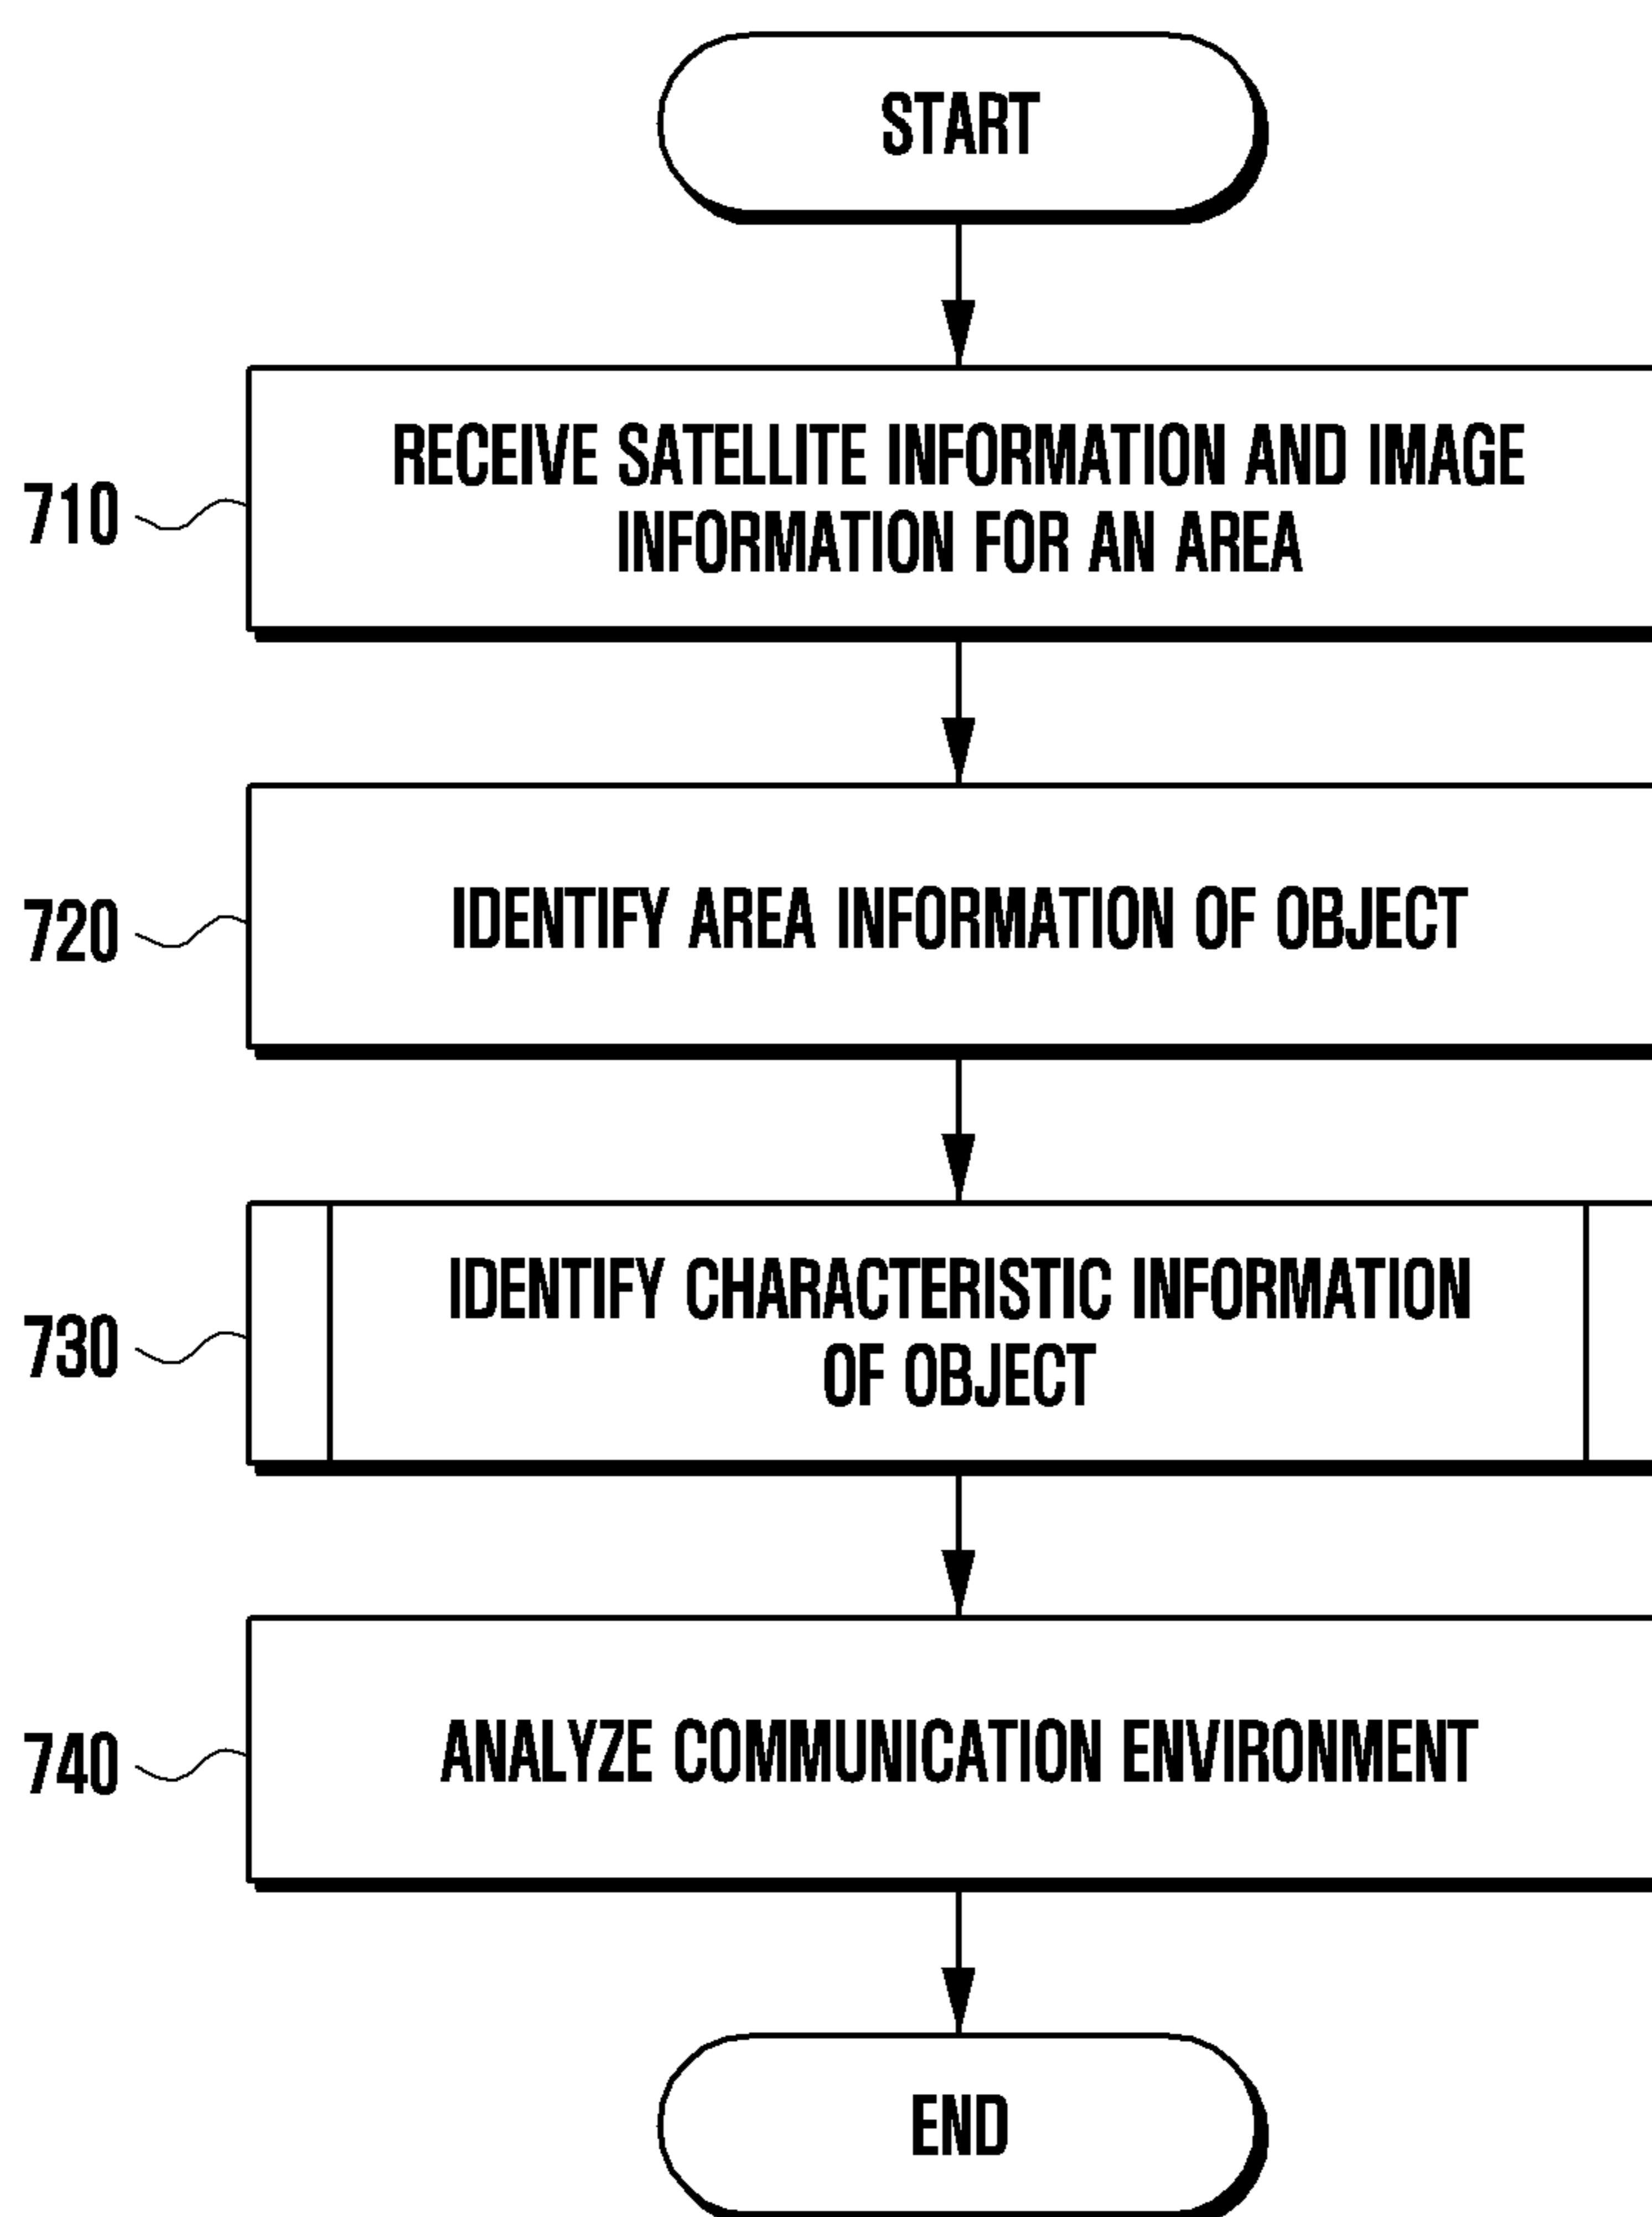 START
710
RECEIVE SATELLITE INFORMATION AND IMAGE
INFORMATION FOR AN AREA
720
IDENTIFY AREA INFORMATION OF OBJECT
730
IDENTIFY CHARACTERISTIC INFORMATION
OF OBJECT
740
ANALYZE COMMUNICATION ENVIRONMENT
END